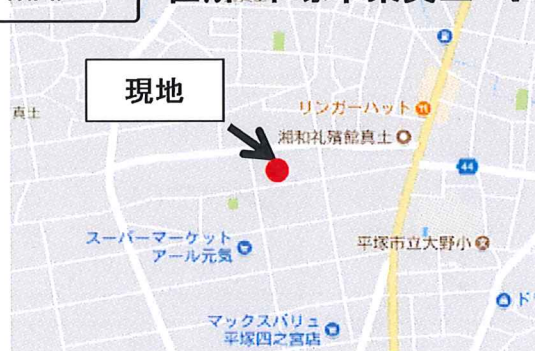 現地
真土
リンガーハット
湘和礼殯館真土
44
スーパーマーケット
アール元気
平塚市立大野小
マックスバリュ
平塚四之宮店